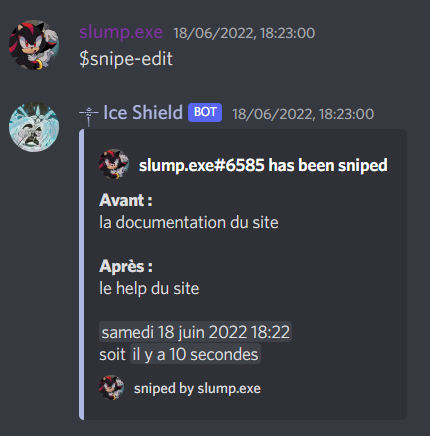 slump.exe 18/06/2022, 18:23:00
$snipe-edit
Ice Shield BOT 18/06/2022, 18:23:00
slump.exe#6585 has been sniped
Avant :
la documentation du site
Après :
le help du site
samedi 18 juin 2022 18:22
soit il y a 10 secondes
sniped by slump.exe